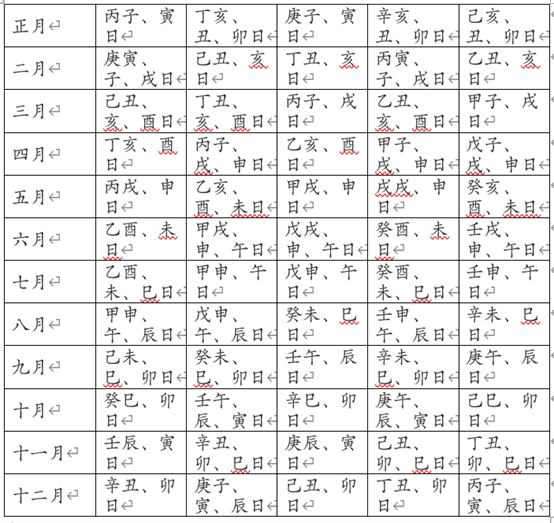 正月
丙子、寅
日
丁亥、
丑、卯日
庚子、寅
日
辛亥、
丑、卯日
己亥、
丑、卯日
二月
庚寅、
子、戌日
己丑、亥
日
丁丑、亥
日
丙寅、
子、戌日
乙丑、亥
日
三月
己丑、
亥、酉日
丁丑、
亥、酉日
丙子、戌
日
乙丑、
亥、酉日
甲子、戌
日
四月
丁亥、酉
日
丙子、
戌、申日
乙亥、酉
日
甲子、
戌、申日
戊子、
戌、申日
五月
丙戌、申
日
乙亥、
酉、未日
甲戌、申
日
戌戌、申
日
癸亥、
酉、未日
六月
乙酉、未
日
甲戌、
申、午日
戊戌、
申、午日
癸酉、未
日
壬戌、
申、午日
七月
乙酉、
未、巳日
甲申、午
日
戊申、午
日
癸酉、
未、巳日
壬申、午
日
八月
甲申、
午、辰日
戊申、
午、辰日
癸未、巳
日
壬申、
午、辰日
辛未、巳
日
九月
己未、
巳、卯日
癸未、
巳、卯日
壬午、辰
日
辛未、
巳、卯日
庚午、辰
日
十月
癸巳、卯
日
壬午、
辰、寅日
辛巳、卯
日
庚午、
辰、寅日
己巳、卯
日
十一月
壬辰、寅
日
辛丑、
卯、巳日
庚辰、寅
日
己丑、
卯、巳日
丁丑、
卯、巳日
十二月
辛丑、卯
日
庚子、
寅、辰日
己丑、卯
日
丁丑、卯
日
丙子、
寅、辰日